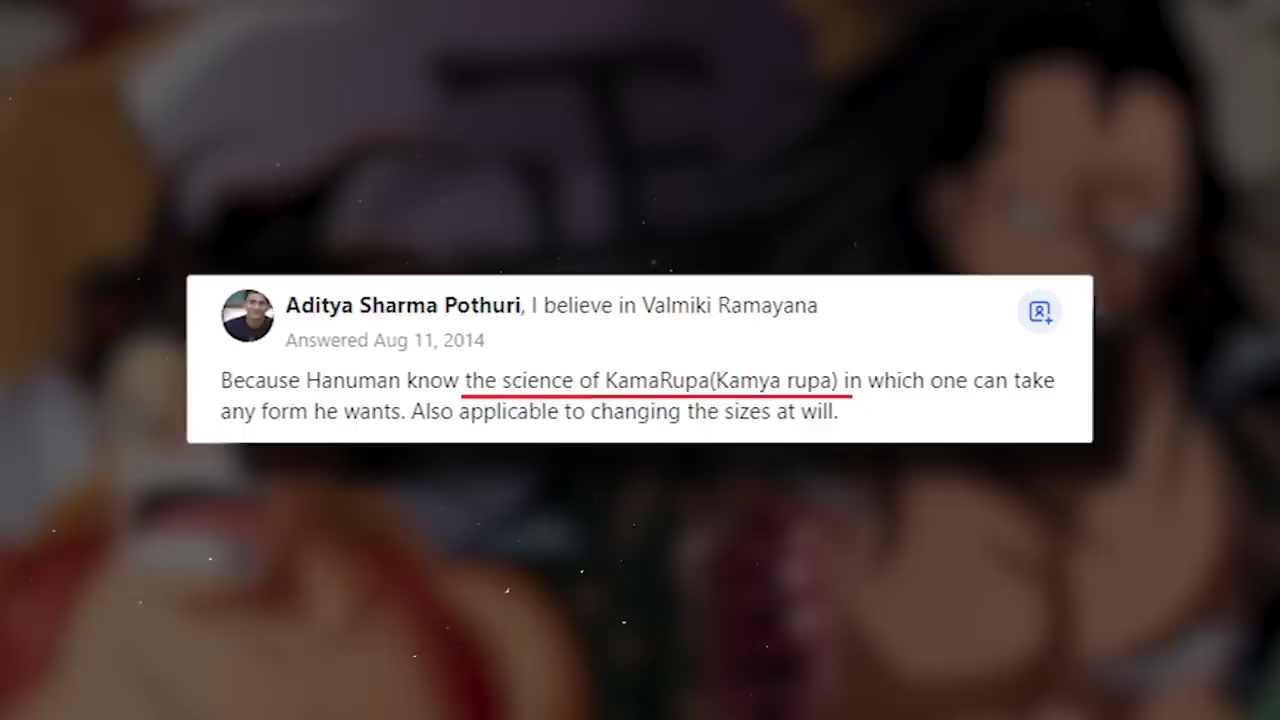 Aditya Sharma Pothuri, I believe in Valmiki Ramayana
Answered Aug 11, 2014
Because Hanuman know the science of KamaRupa(Kamya rupa) in which one can take
any form he wants. Also applicable to changing the sizes at will.